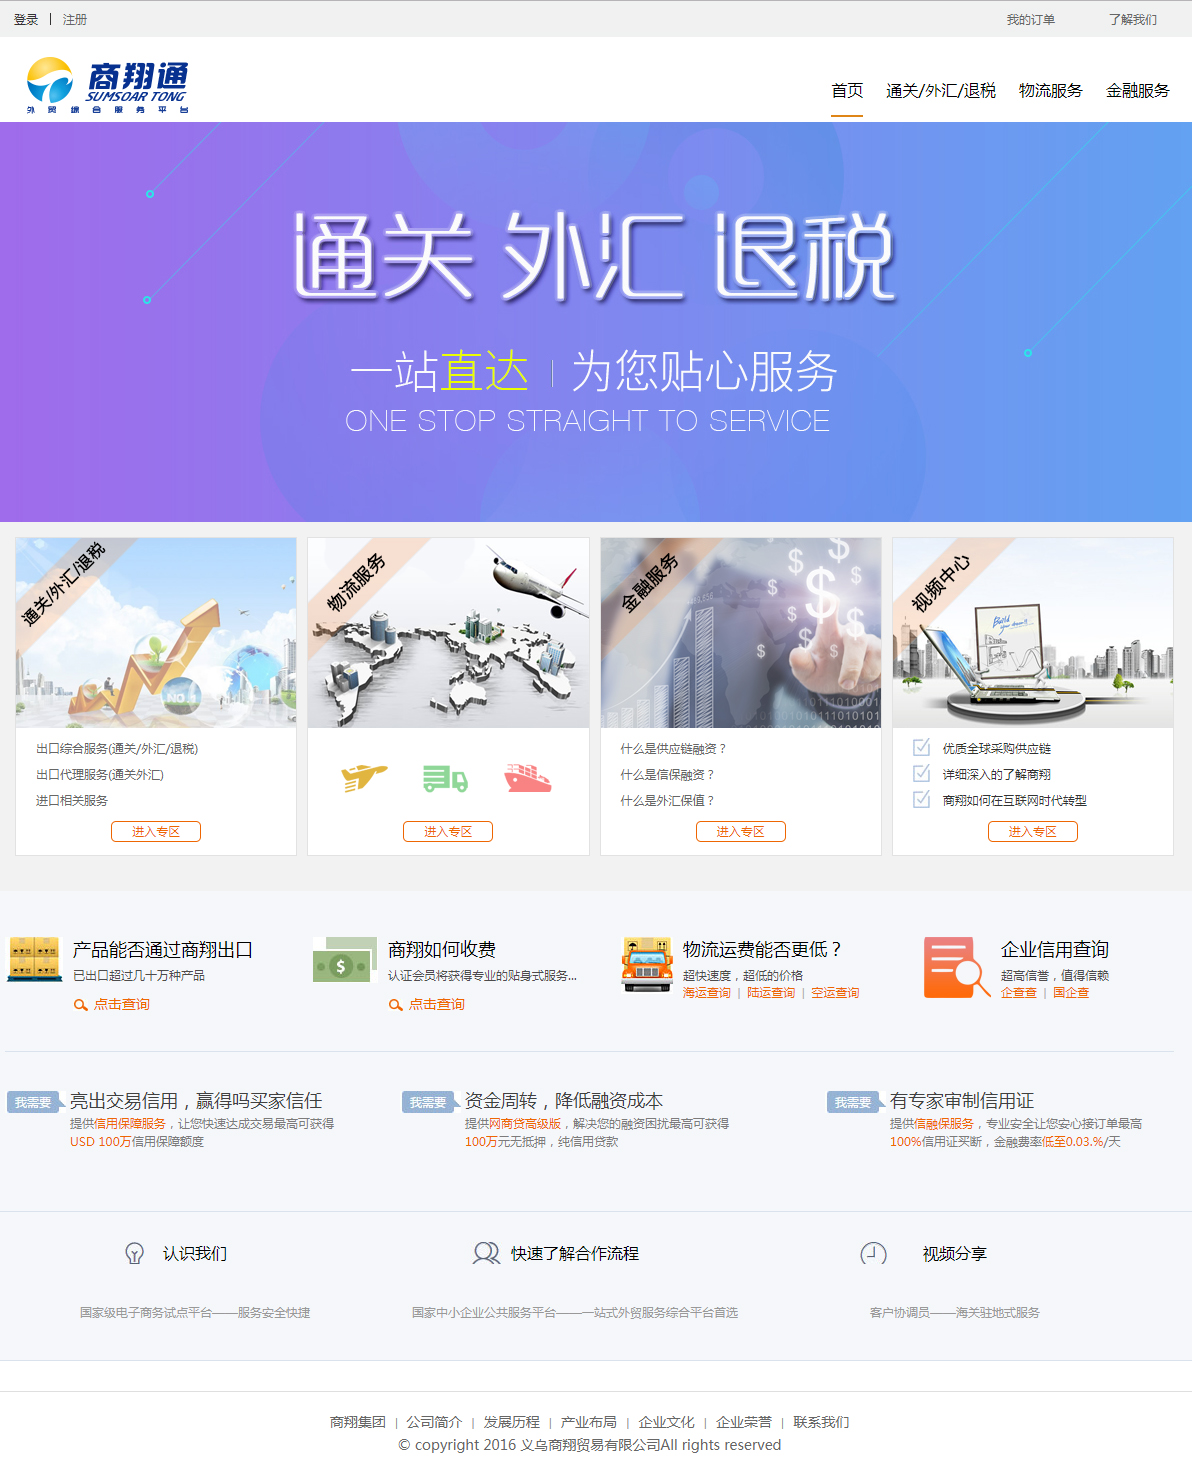 登录 | 注册 我的订单 了解我们
商翔通
SUMSOAR TONG
外贸综合服务平台
首页 通关/外汇/退税 物流服务 金融服务
通关 外汇 退税
一站直达 | 为您贴心服务
ONE STOP STRAIGHT TO SERVICE
通关/外汇/退税
物流服务
金融服务
视频中心
Build
NO.1
出口综合服务(通关/外汇/退税)
出口代理服务(通关外汇)
进口相关服务
进入专区
进入专区
什么是供应链融资？
什么是信保融资？
什么是外汇保值？
进入专区
优质全球采购供应链
详细深入的了解商翔
商翔如何在互联网时代转型
进入专区
产品能否通过商翔出口
已出口超过几十万种产品
点击查询
商翔如何收费
认证会员将获得专业的贴身式服务...
点击查询
物流运费能否更低？
超快速度，超低的价格
海运查询 | 陆运查询 | 空运查询
企业信用查询
超高信誉，值得信赖
企查查 | 国企查
我需要 亮出交易信用，赢得吗买家信任
提供信用保障服务，让您快速达成交易最高可获得
USD 100万信用保障额度
我需要 资金周转，降低融资成本
提供网商贷高级版，解决您的融资困扰最高可获得
100万元无抵押，纯信用贷款
我需要 有专家审制信用证
提供信融保服务，专业安全让您安心接订单最高
100%信用证买断，金融费率低至0.03.%/天
认识我们
国家级电子商务试点平台——服务安全快捷
快速了解合作流程
国家中小企业公共服务平台——一站式外贸服务综合平台首选
视频分享
客户协调员——海关驻地式服务
商翔集团 | 公司简介 | 发展历程 | 产业布局 | 企业文化 | 企业荣誉 | 联系我们
© copyright 2016 义乌商翔贸易有限公司All rights reserved